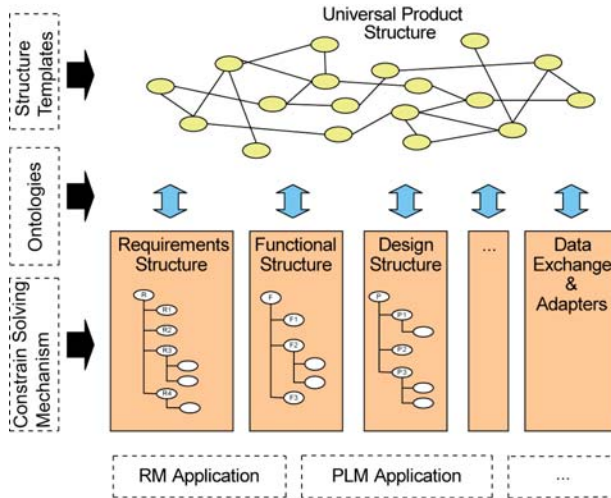 Universal Product
Structure
Structure
Templates
Ontologies
Constrain Solving
Mechanism
Requirements
Structure
R
R1
R2
R3
R4
Functional
Structure
F
F1
F2
F3
Design
Structure
P
P1
P2
P3
...
Data
Exchange
&
Adapters
RM Application
PLM Application
...